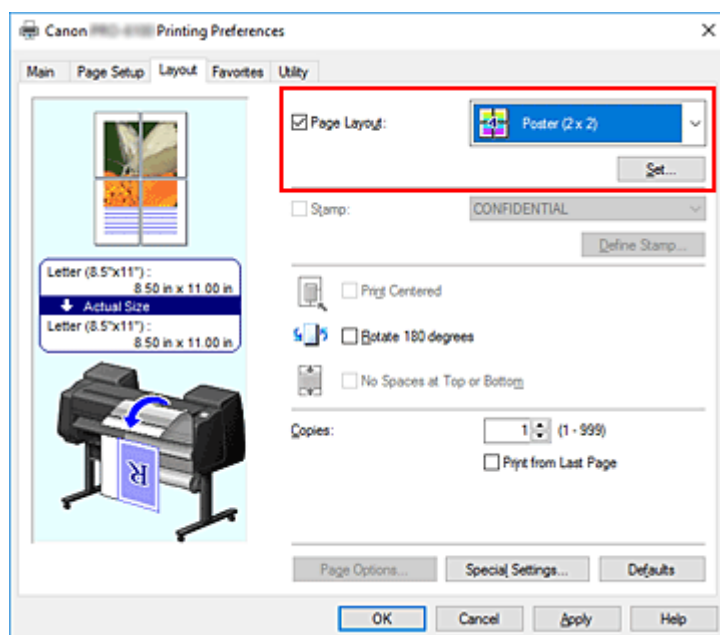 Canon Printing Preferences
Main Page Setup Layout Favorites Utility
Page Layout: 4 Poster (2 x 2)
Set...
Stamp: CONFIDENTIAL
Define Stamp...
Letter (8.5"x11") :
8.50 in x 11.00 in
Actual Size
Letter (8.5"x11") :
8.50 in x 11.00 in
Print Centered
Rotate 180 degrees
No Spaces at Top or Bottom
Copies: 1 (1 - 999)
Print from Last Page
R
Page Options... Special Settings... Defaults
OK Cancel Apply Help